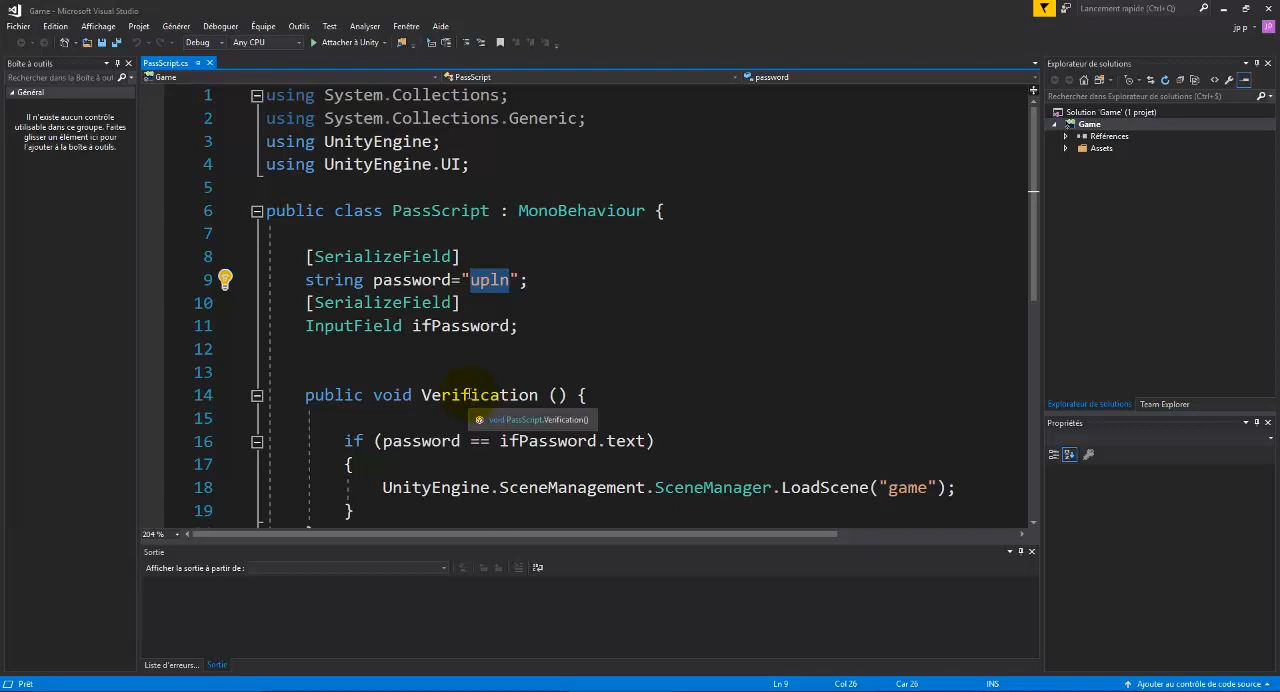 Game - Microsoft Visual Studio
Lancement rapide (Ctrl+Q)
Fichier Edition Affichage Projet Générer Déboguer Équipe Outils Test Analyser Fenêtre Aide
jp p
JP
Debug Any CPU Attacher à Unity
Boîte à outils
Rechercher dans la Boîte à out
Général
Il n'existe aucun contrôle
utilisable dans ce groupe. Faites
glisser un élément ici pour
l'ajouter à la boîte à outils.
PassScript.cs
Game PassScript password
1 using System.Collections;
2 using System.Collections.Generic;
3 using UnityEngine;
4 using UnityEngine.UI;
5
6 public class PassScript : MonoBehaviour {
7
8 [SerializeField]
9 string password="upln";
10 [SerializeField]
11 InputField ifPassword;
12
13
14 public void Verification () {
15 void PassScript.Verification()
16 if (password == ifPassword.text)
17 {
18 UnityEngine.SceneManagement.SceneManager.LoadScene("game");
19 }
204 %
Sortie
Afficher la sortie à partir de :
Liste d'erreurs... Sortie
Explorateur de solutions
Rechercher dans Explorateur de solutions (Ctrl+$)
Solution 'Game' (1 projet)
Game
Références
Assets
Explorateur de solutions Team Explorer
Propriétés
Prêt Ln 9 Col 26 Car 26 INS Ajouter au contrôle de code source